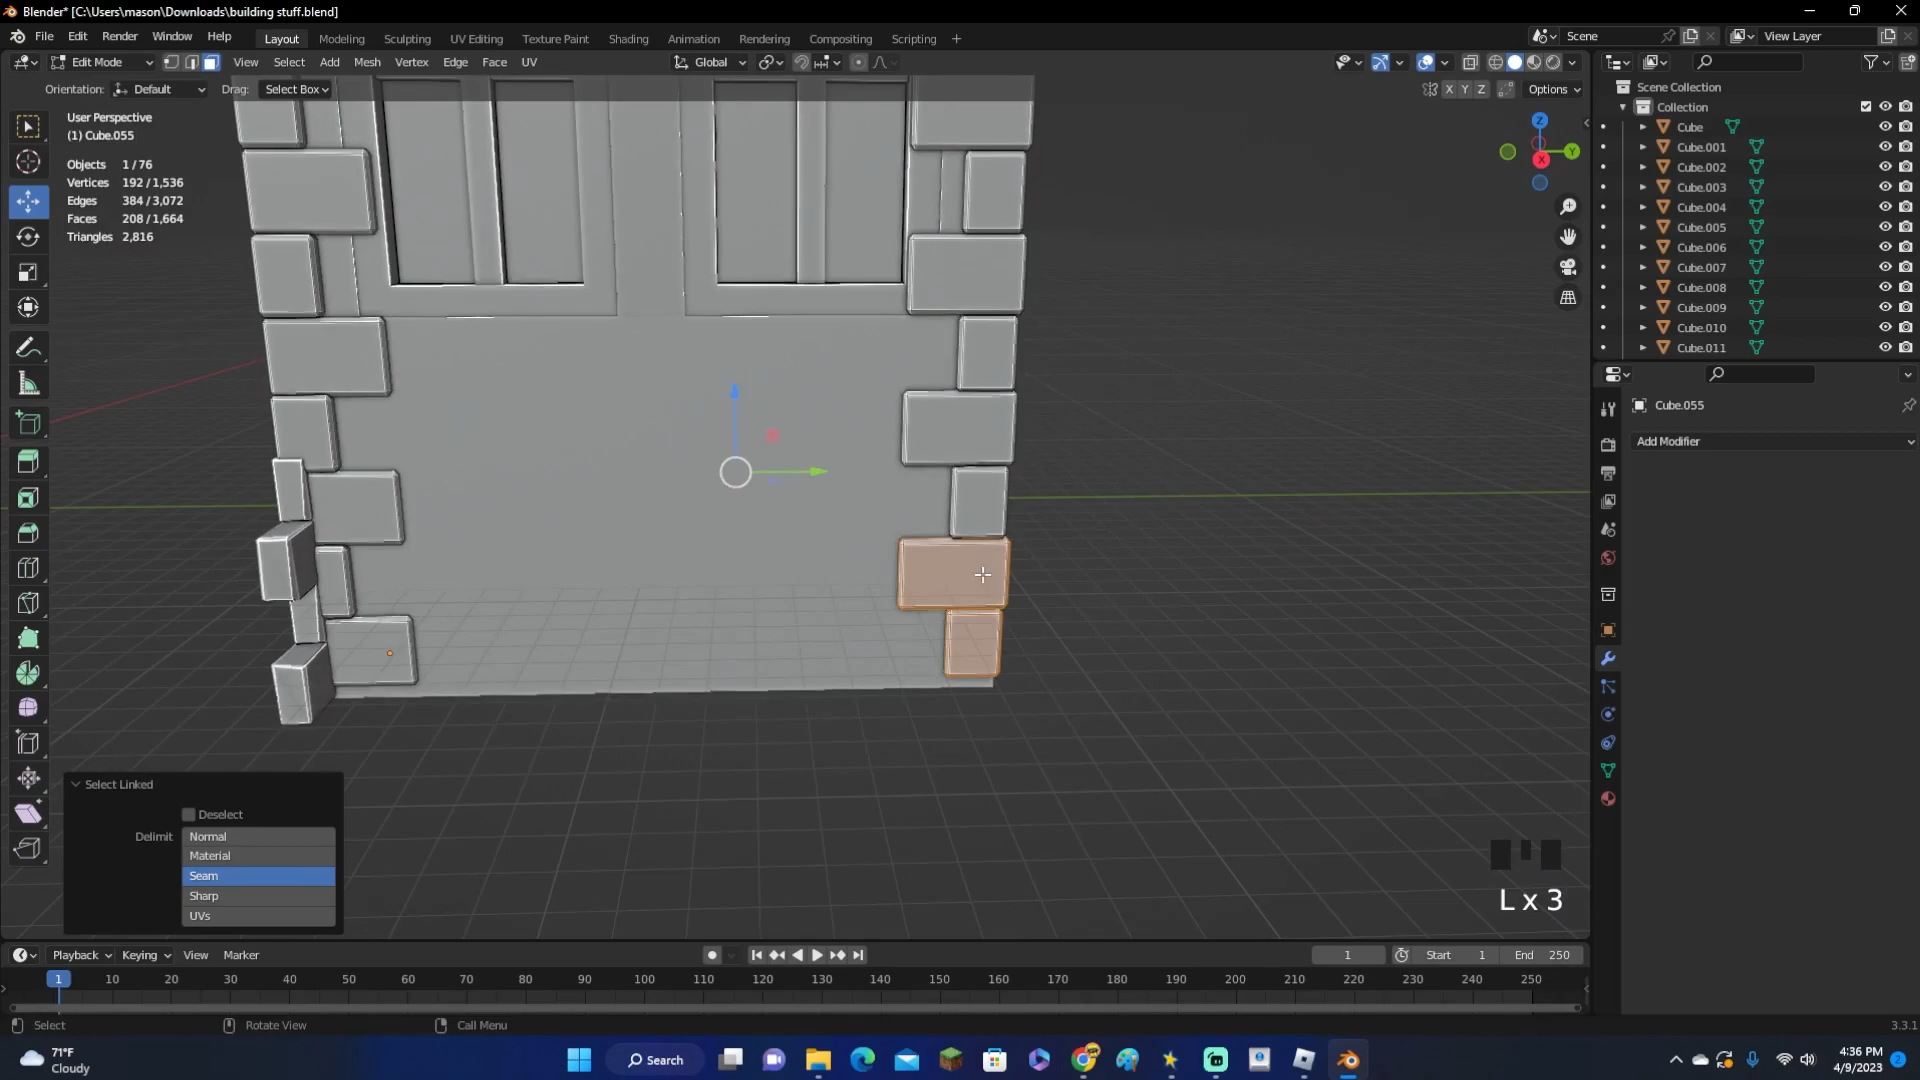 Blender* [C:\Users\mason\Downloads\building stuff.blend]
File Edit Render Window Help Layout Modeling Sculpting UV Editing Texture Paint Shading Animation Rendering Compositing Scripting + Scene View Layer
Edit Mode View Select Add Mesh Vertex Edge Face UV Global
Orientation: Default Drag: Select Box X Y Z Options
User Perspective
(1) Cube.055
Objects 1/76
Vertices 192/1,536
Edges 384/3,072
Faces 208/1,664
Triangles 2,816
Z
Y
X
Scene Collection
Collection
Cube
Cube.001
Cube.002
Cube.003
Cube.004
Cube.005
Cube.006
Cube.007
Cube.008
Cube.009
Cube.010
Cube.011
Cube.055
Add Modifier
Select Linked
Deselect
Delimit Normal
Material
Seam
Sharp
UVs
L x 3
Playback Keying View Marker 1 Start 1 End 250
1 10 20 30 40 50 60 70 80 90 100 110 120 130 140 150 160 170 180 190 200 210 220 230 240 250
Select Rotate View Call Menu 3.3.1
71°F
Cloudy
Search
4:36 PM
4/9/2023
2